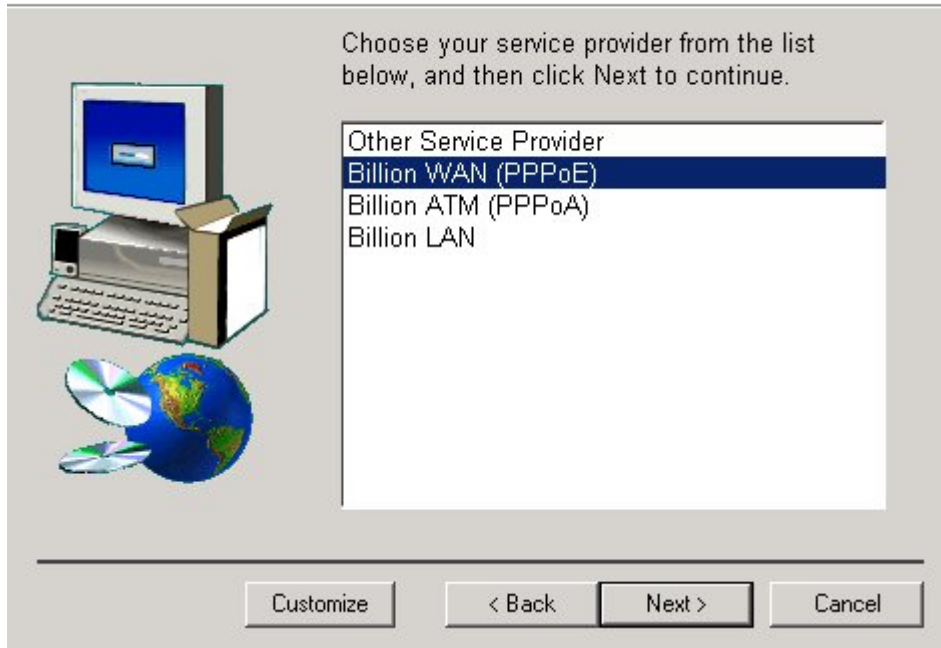 Choose your service provider from the list
below, and then click Next to continue.
Other Service Provider
Billion WAN (PPPoE)
Billion ATM (PPPoA)
Billion LAN
Customize
< Back
Next >
Cancel